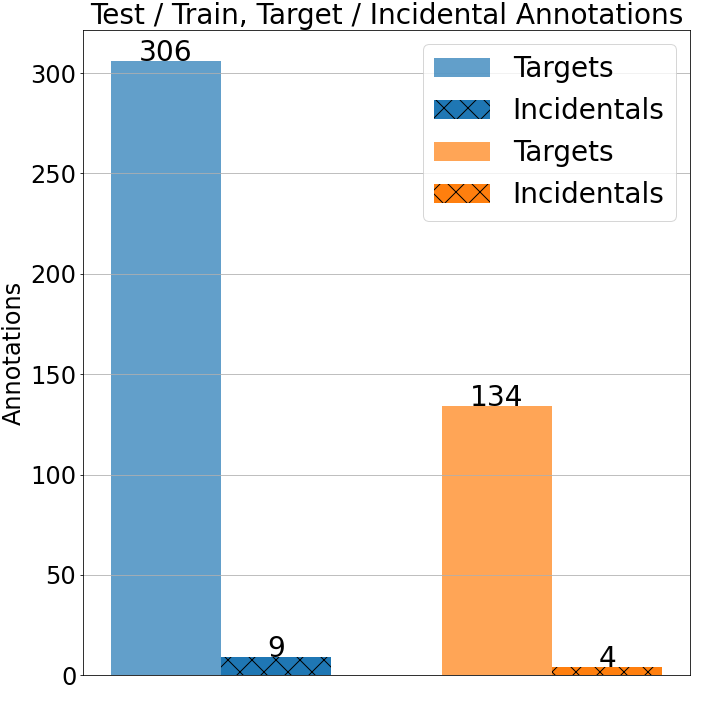 Test / Train, Target / Incidental Annotations
306
300
Targets
Incidentals
250
Targets
Incidentals
200
Annotations
150
134
100
50
9
4
0